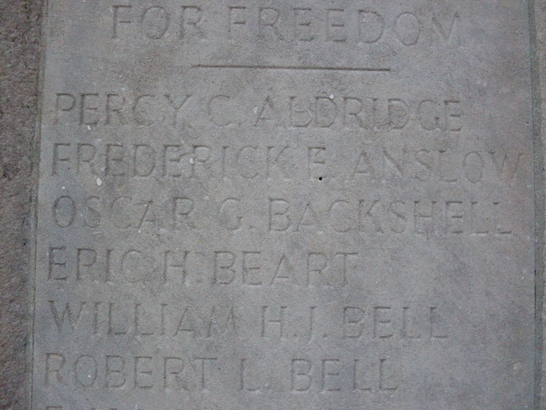 FOR FREEDOM
PERCY C. ALDRIDGE
FREDERICK E. ANSLOW
OSCAR G. BACKSHELL
ERIC H. BEART
WILLIAM H.J. BELL
ROBERT L. BELL